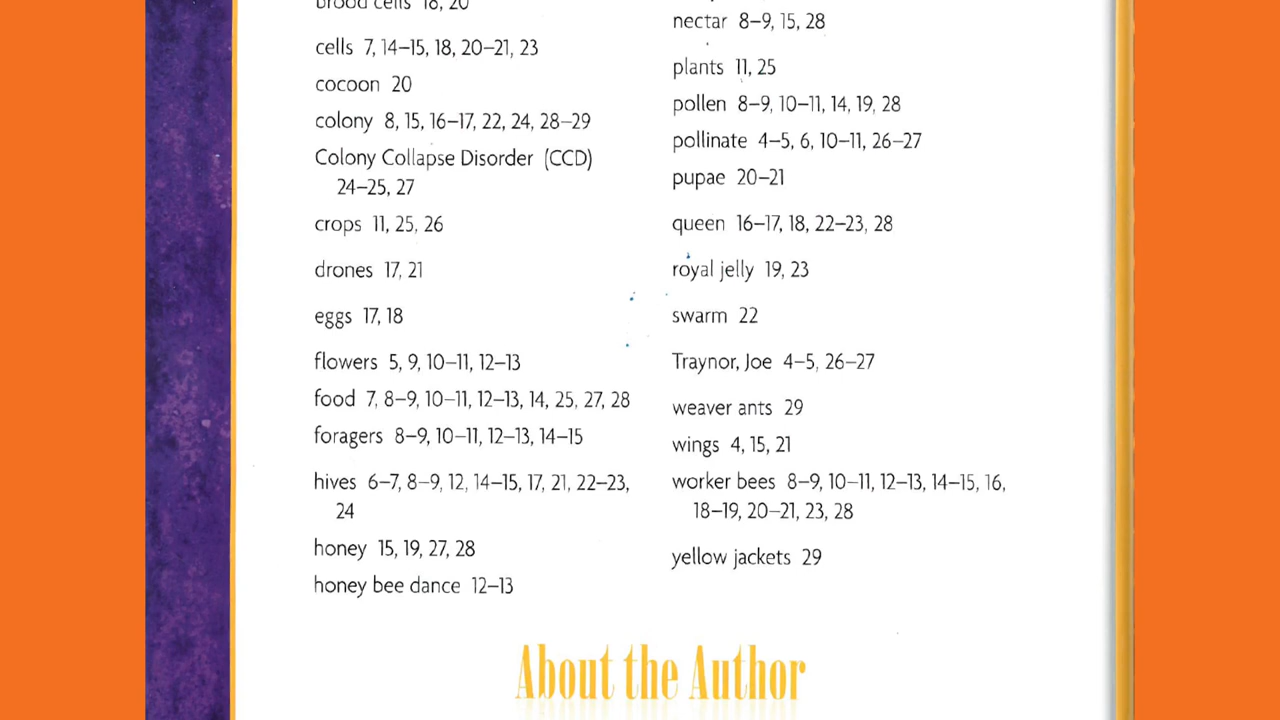 brood cells 18, 20
cells 7, 14–15, 18, 20–21, 23
cocoon 20
colony 8, 15, 16–17, 22, 24, 28–29
Colony Collapse Disorder (CCD)
24–25, 27
crops 11, 25, 26
drones 17, 21
eggs 17, 18
flowers 5, 9, 10–11, 12–13
food 7, 8–9, 10–11, 12–13, 14, 25, 27, 28
foragers 8–9, 10–11, 12–13, 14–15
hives 6–7, 8–9, 12, 14–15, 17, 21, 22–23,
24
honey 15, 19, 27, 28
honey bee dance 12–13
nectar 8–9, 15, 28
plants 11, 25
pollen 8–9, 10–11, 14, 19, 28
pollinate 4–5, 6, 10–11, 26–27
pupae 20–21
queen 16–17, 18, 22–23, 28
royal jelly 19, 23
swarm 22
Traynor, Joe 4–5, 26–27
weaver ants 29
wings 4, 15, 21
worker bees 8–9, 10–11, 12–13, 14–15, 16,
18–19, 20–21, 23, 28
yellow jackets 29
About the Author